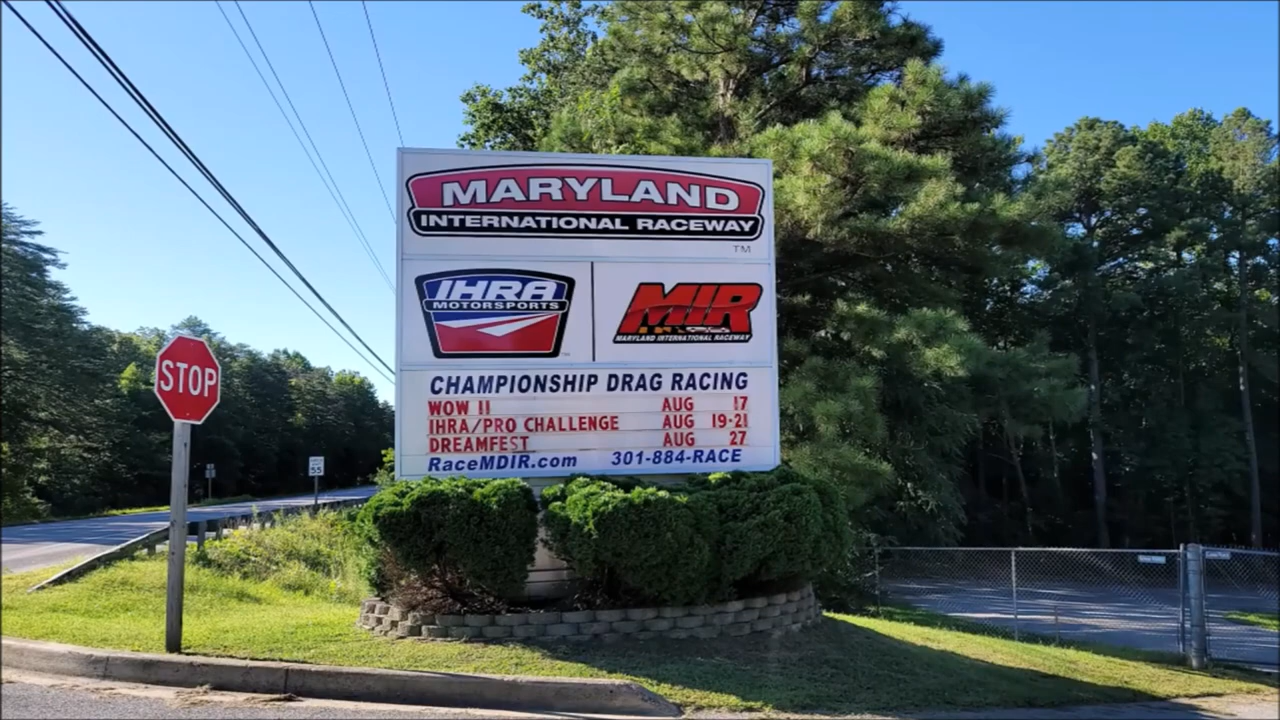 MARYLAND
INTERNATIONAL RACEWAY
TM
IHRA
MOTORSPORTS
MIR
MARYLAND INTERNATIONAL RACEWAY
CHAMPIONSHIP DRAG RACING
WOW II AUG 17
IHRA/PRO CHALLENGE AUG 19-21
DREAMFEST AUG 27
RaceMDIR.com 301-884-RACE
STOP
55